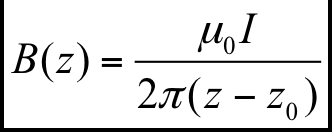 B(z) = μ₀I / 2π(z − z₀)